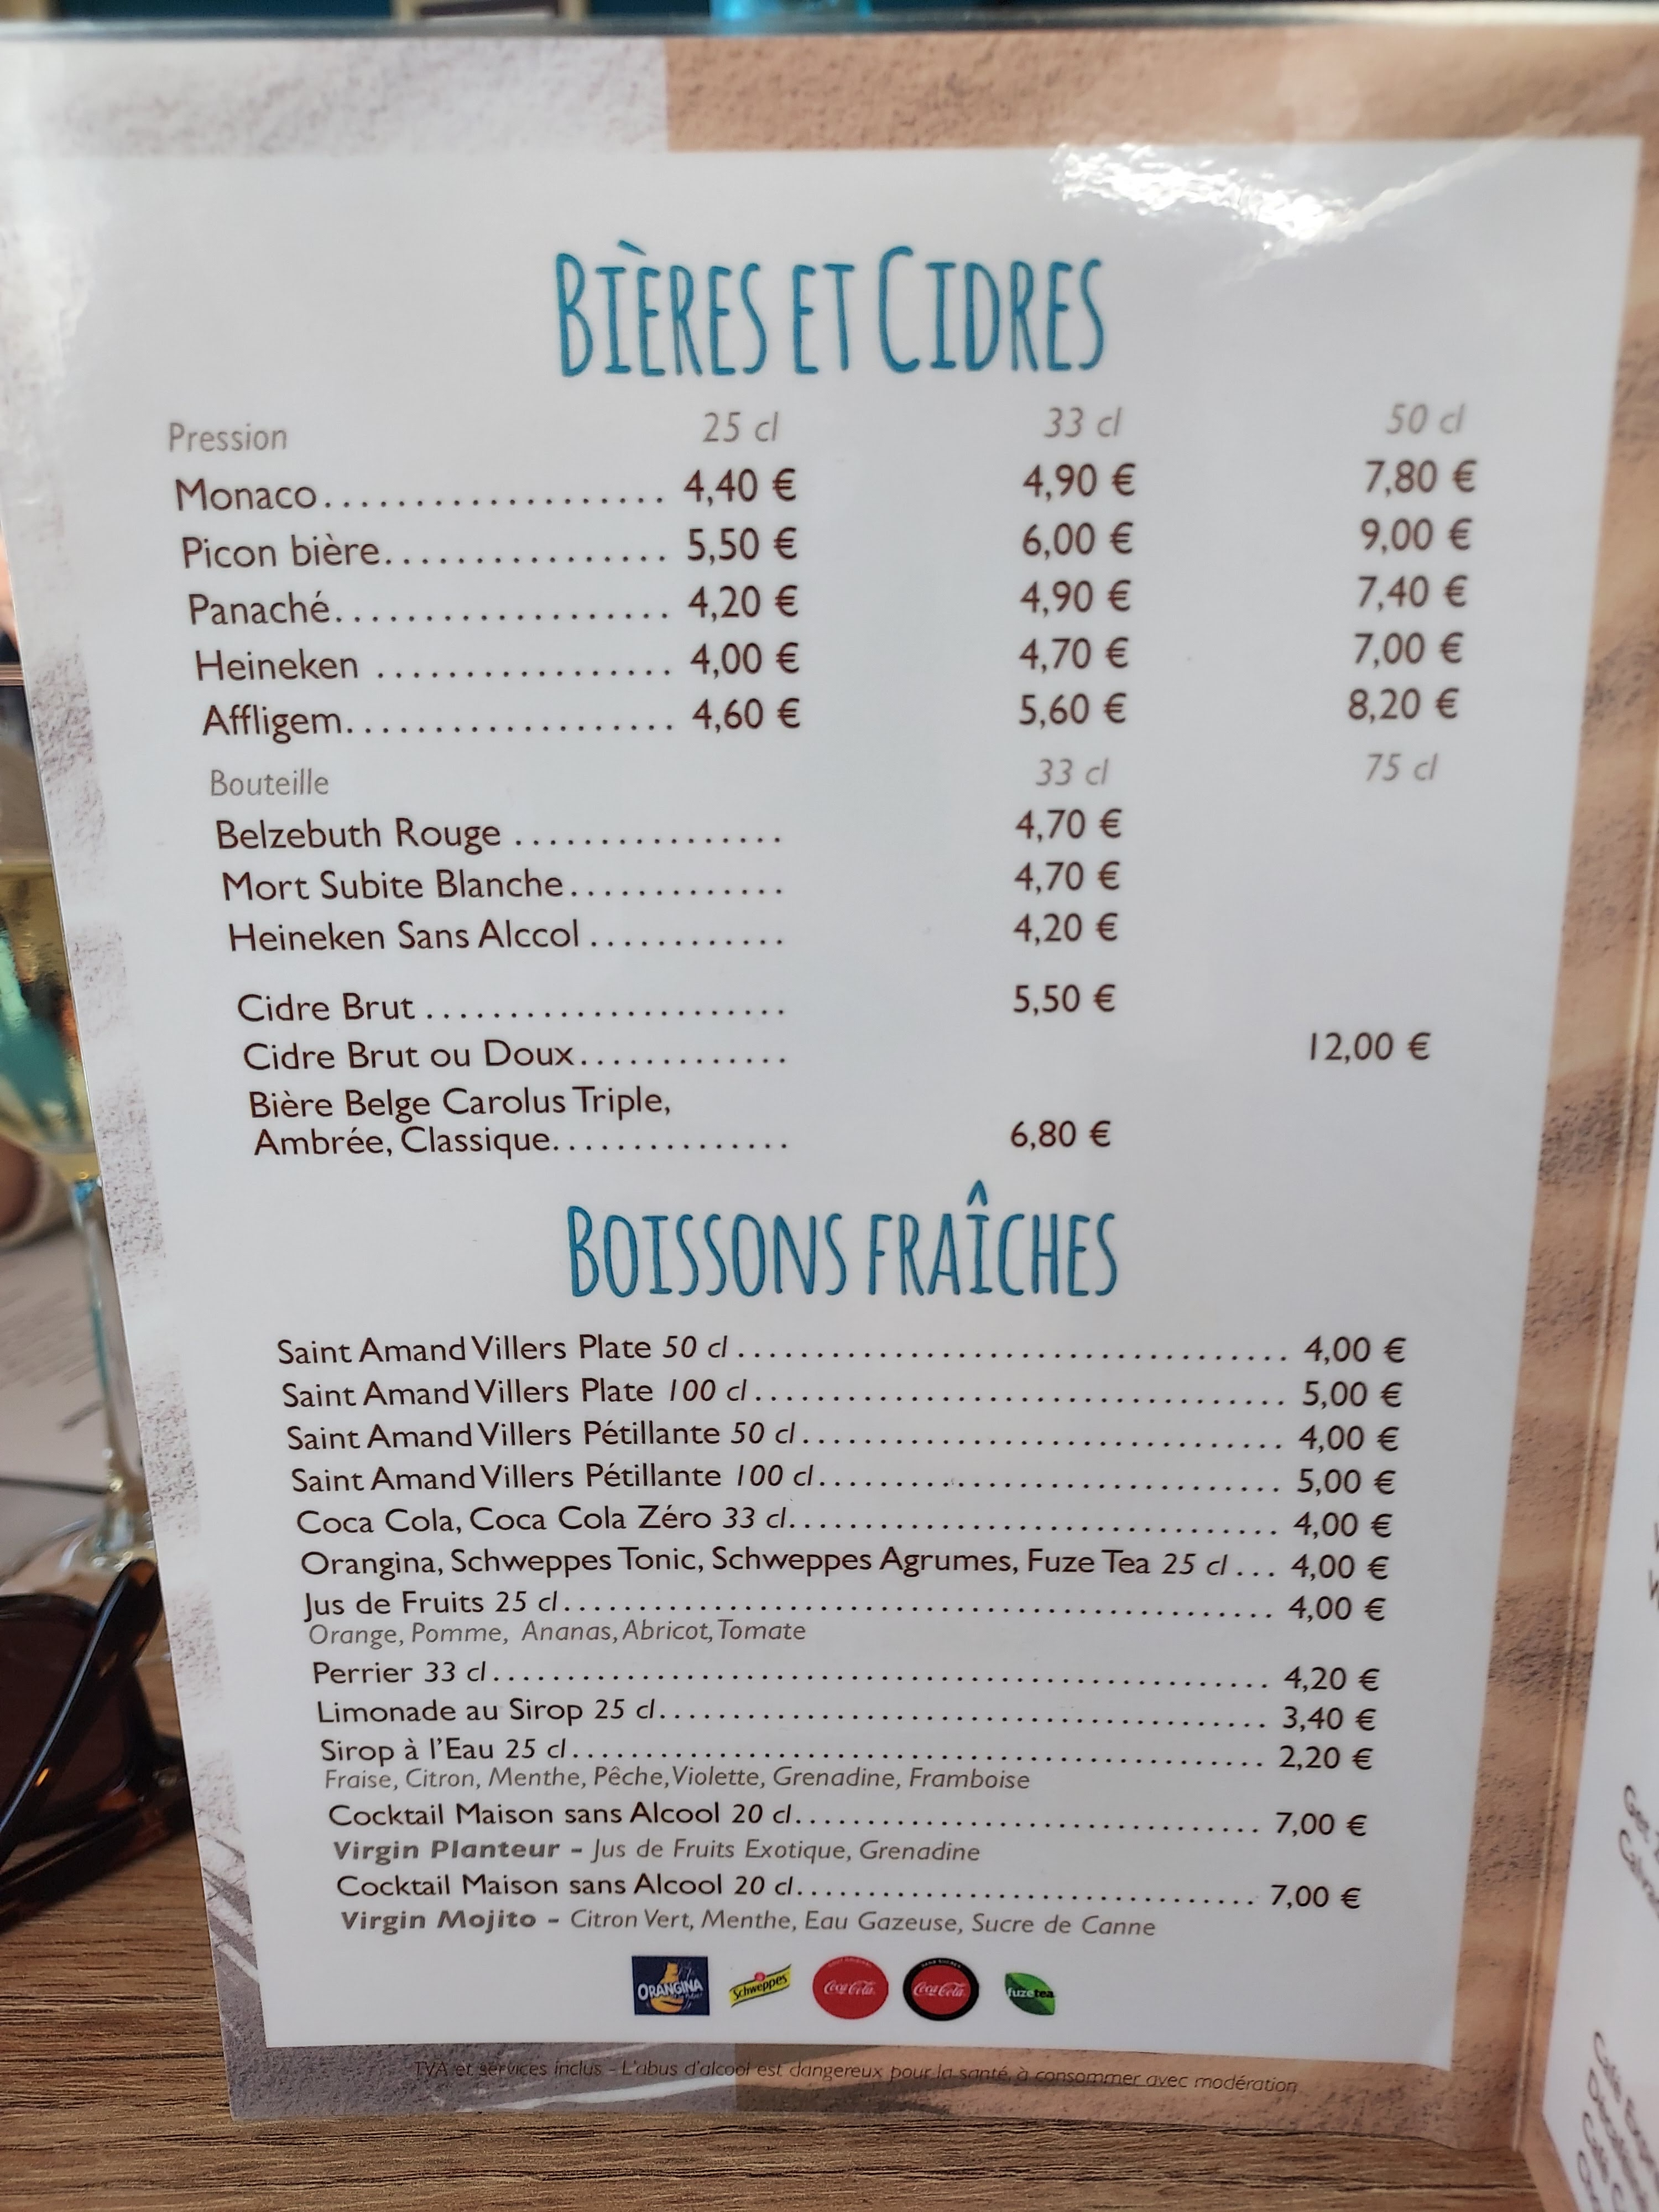 BIÈRES ET CIDRES
Pression 25 cl 33 cl 50 cl
Monaco................... 4,40 € 4,90 € 7,80 €
Picon bière................ 5,50 € 6,00 € 9,00 €
Panaché................... 4,20 € 4,90 € 7,40 €
Heineken ................. 4,00 € 4,70 € 7,00 €
Affligem................... 4,60 € 5,60 € 8,20 €
Bouteille 33 cl 75 cl
Belzebuth Rouge ................ 4,70 €
Mort Subite Blanche............. 4,70 €
Heineken Sans Alccol ............ 4,20 €
Cidre Brut ...................... 5,50 €
Cidre Brut ou Doux............. 12,00 €
Bière Belge Carolus Triple,
Ambrée, Classique............... 6,80 €
BOISSONS FRAÎCHES
Saint Amand Villers Plate 50 cl .................................... 4,00 €
Saint Amand Villers Plate 100 cl................................... 5,00 €
Saint Amand Villers Pétillante 50 cl............................... 4,00 €
Saint Amand Villers Pétillante 100 cl.............................. 5,00 €
Coca Cola, Coca Cola Zéro 33 cl................................ 4,00 €
Orangina, Schweppes Tonic, Schweppes Agrumes, Fuze Tea 25 cl ... 4,00 €
Jus de Fruits 25 cl.............................................. 4,00 €
Orange, Pomme, Ananas, Abricot, Tomate
Perrier 33 cl.................................................. 4,20 €
Limonade au Sirop 25 cl....................................... 3,40 €
Sirop à l'Eau 25 cl............................................ 2,20 €
Fraise, Citron, Menthe, Pêche, Violette, Grenadine, Framboise
Cocktail Maison sans Alcool 20 cl............................... 7,00 €
Virgin Planteur - Jus de Fruits Exotique, Grenadine
Cocktail Maison sans Alcool 20 cl............................... 7,00 €
Virgin Mojito - Citron Vert, Menthe, Eau Gazeuse, Sucre de Canne
ORANGINA Schweppes Coca-Cola Coca-Cola fuzetea
TVA et services inclus - L'abus d'alcool est dangereux pour la santé, à consommer avec modération